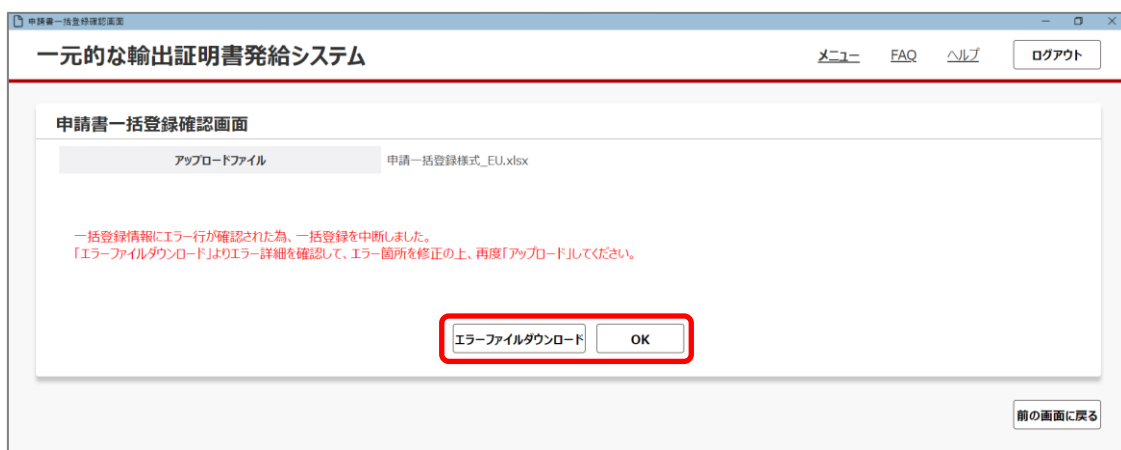 申請書一括登録確認画面
一元的な輸出証明書発給システム
メニュー FAQ ヘルプ ログアウト
申請書一括登録確認画面
アップロードファイル 申請一括登録様式_EU.xlsx
一括登録情報にエラー行が確認された為、一括登録を中断しました。
「エラーファイルダウンロード」よりエラー詳細を確認して、エラー箇所を修正の上、再度「アップロード」してください。
エラーファイルダウンロード OK
前の画面に戻る